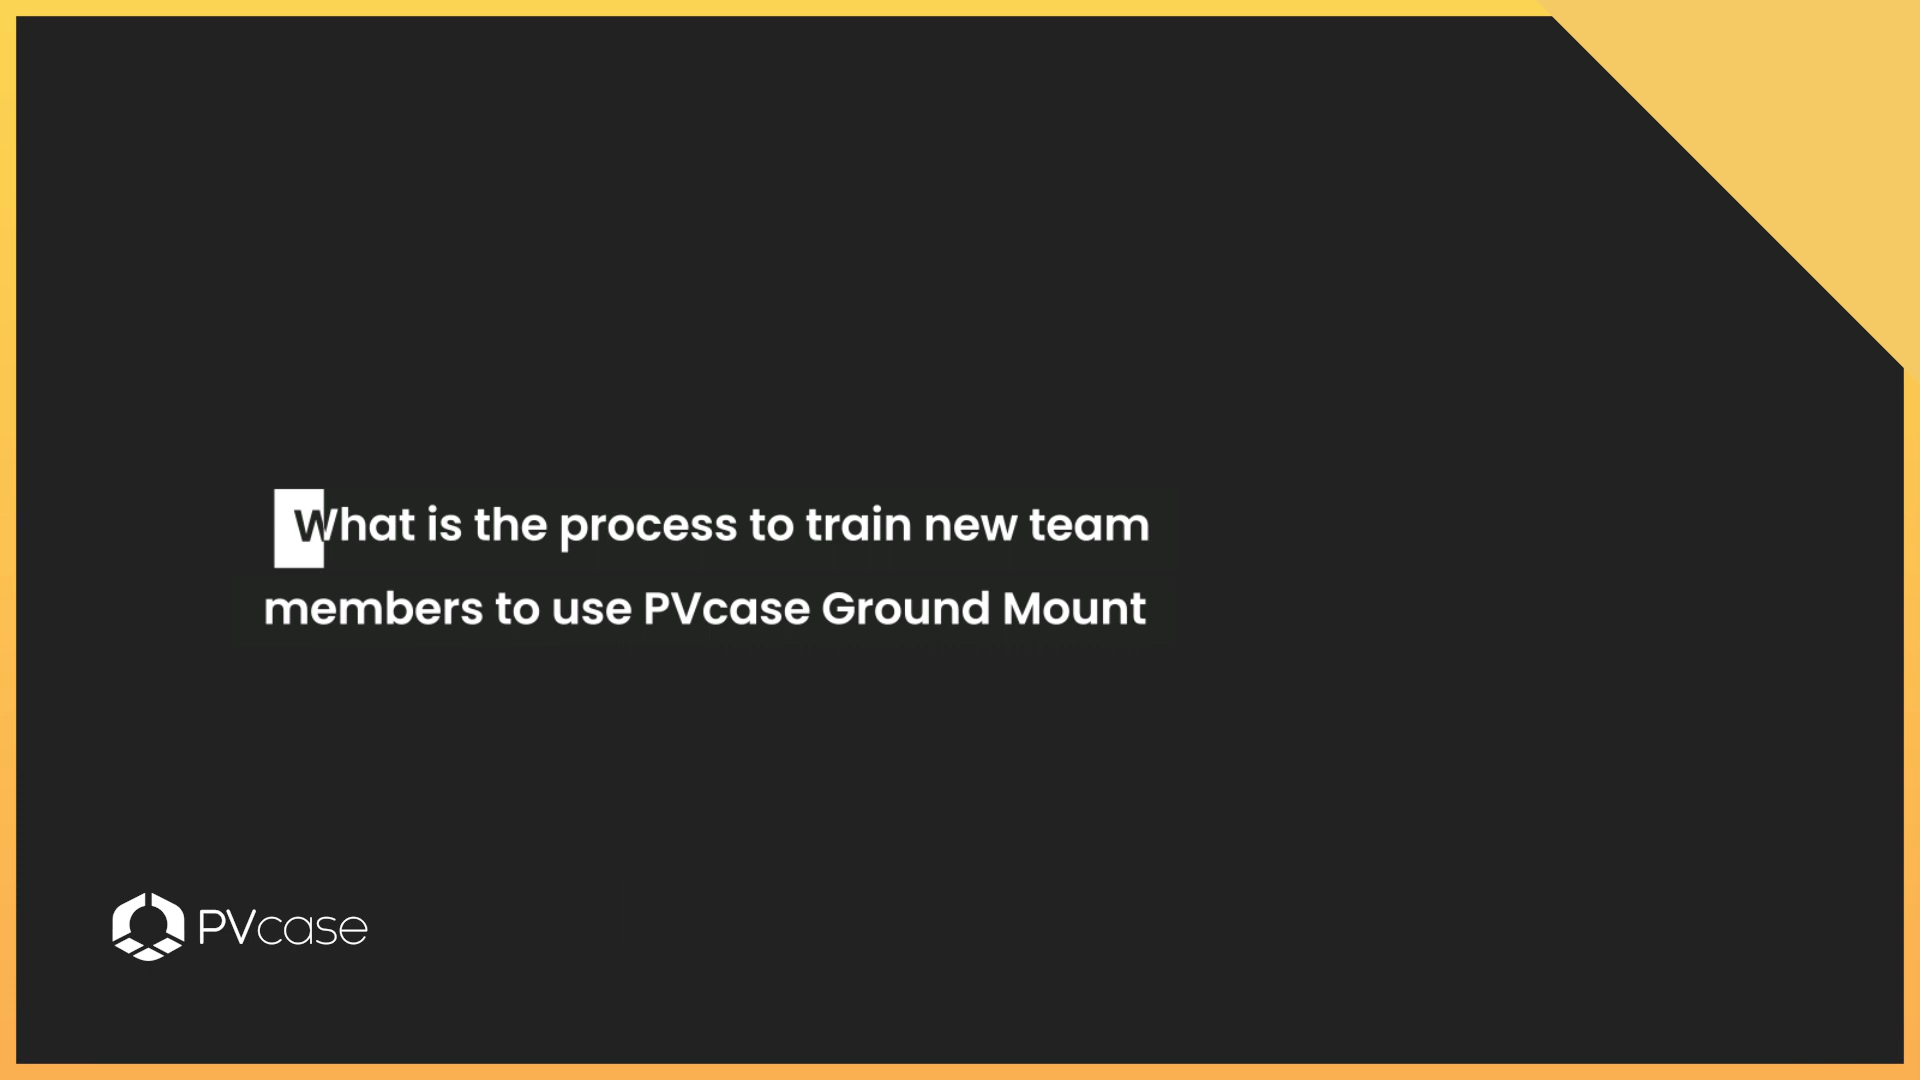 What is the process to train new team
members to use PVcase Ground Mount
PVcase